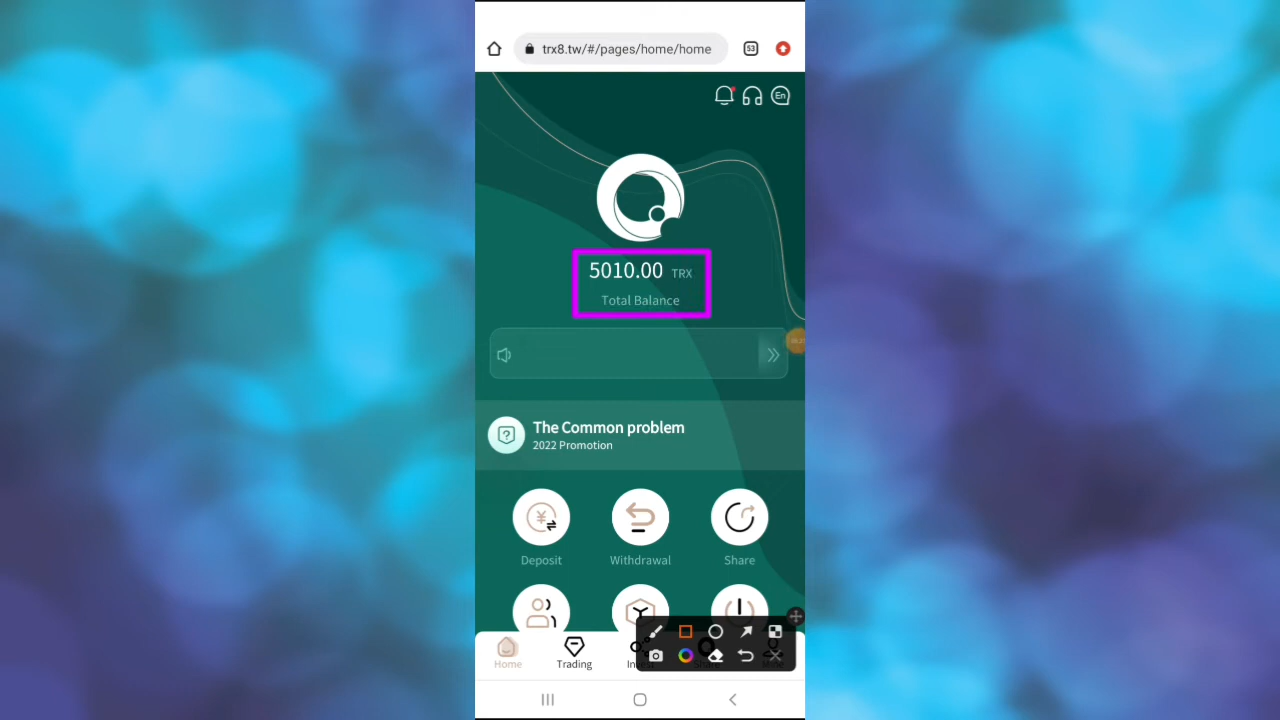 trx8.tw/#/pages/home/home
53
En
5010.00 TRX
Total Balance
The Common problem
2022 Promotion
Deposit
Withdrawal
Share
Home
Trading